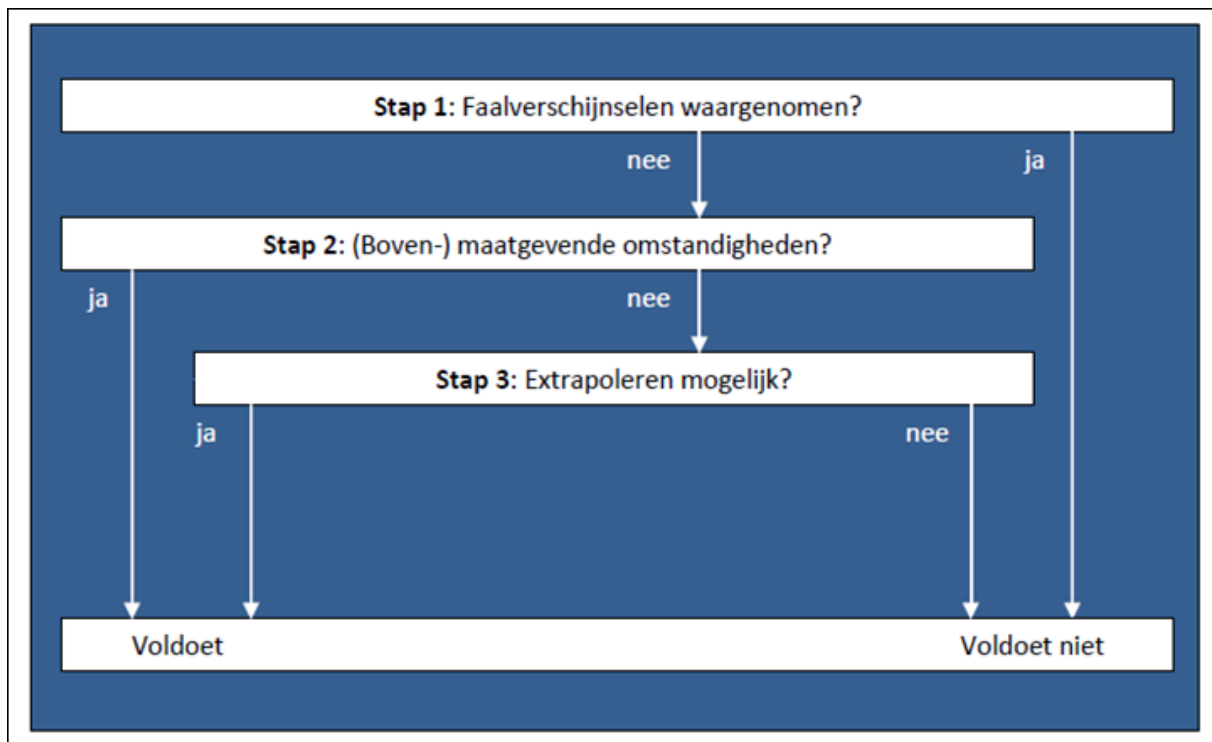 Stap 1: Faalverschijnselen waargenomen?
nee
ja
Stap 2: (Boven-) maatgevende omstandigheden?
ja
nee
Stap 3: Extrapoleren mogelijk?
ja
nee
Voldoet
Voldoet niet